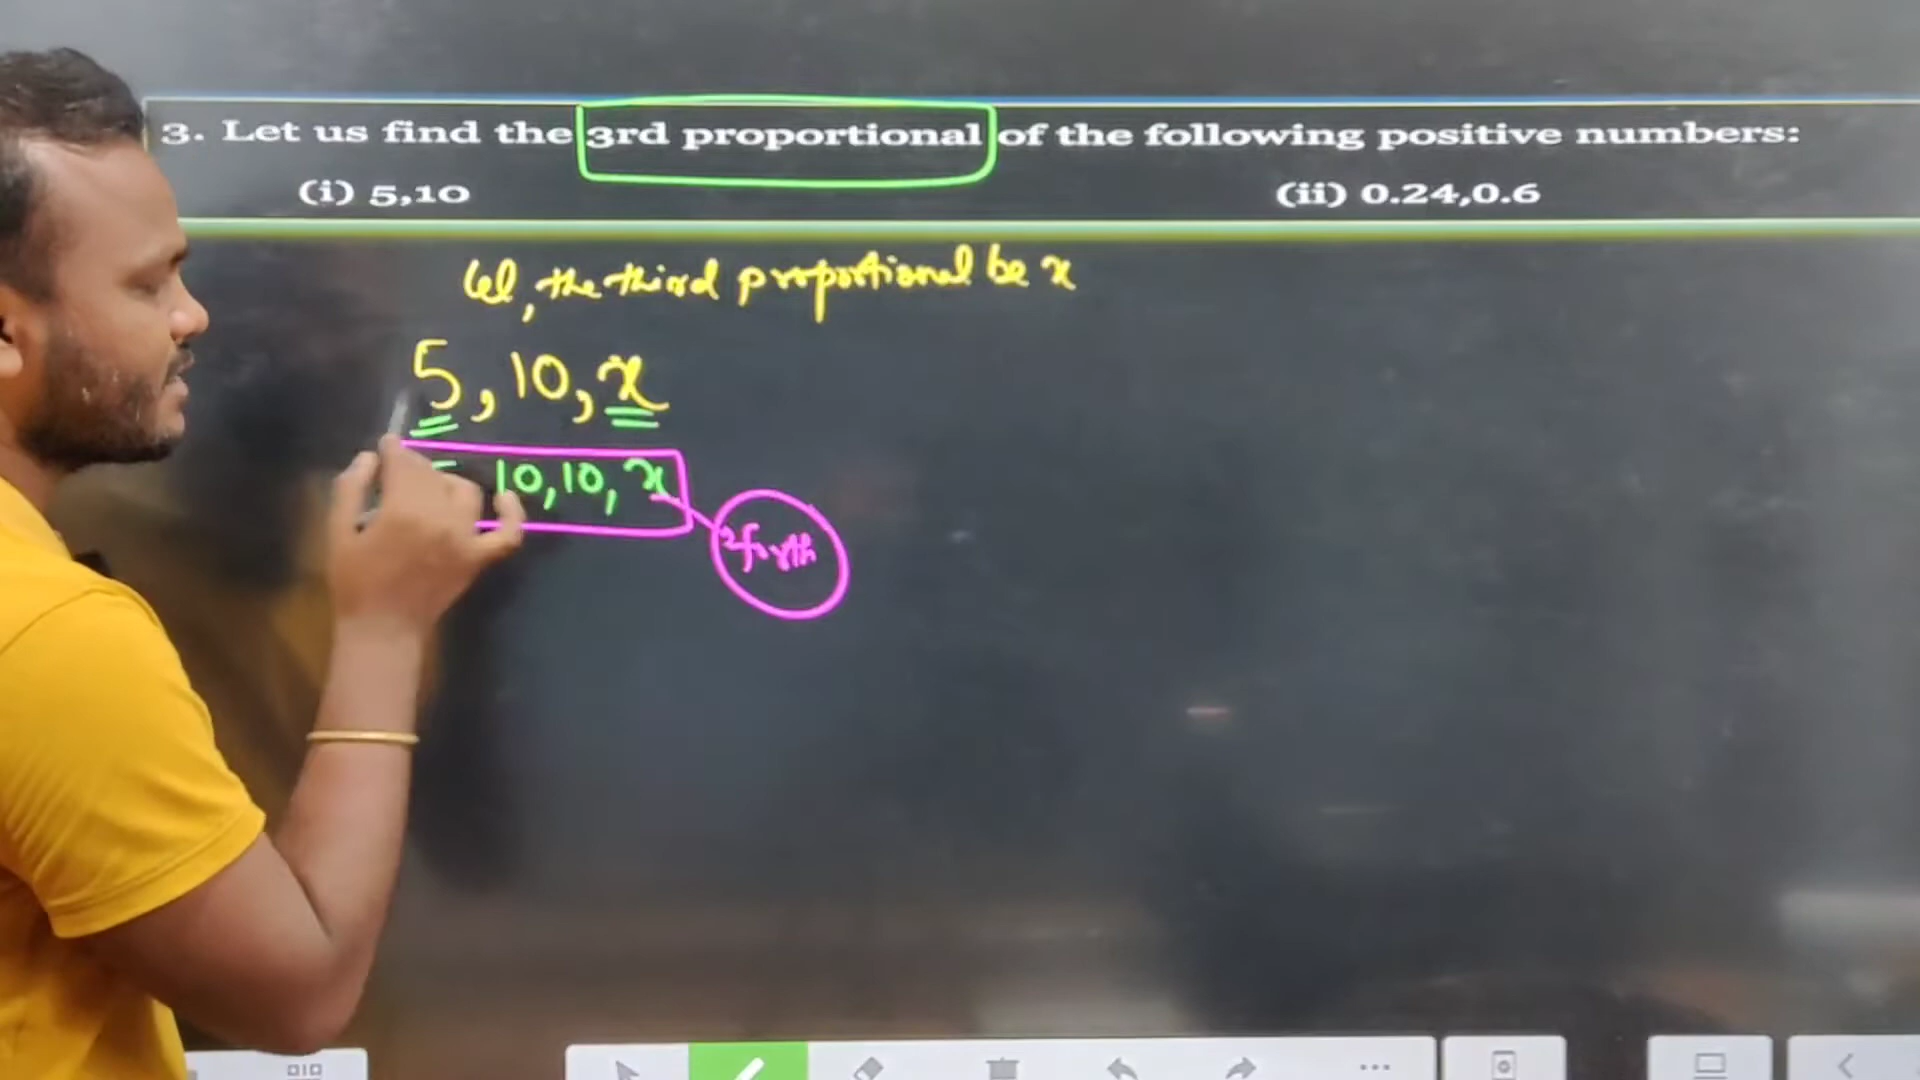 3. Let us find the 3rd proportional of the following positive numbers:
(i) 5,10 (ii) 0.24,0.6
let, the third proportional be x
5, 10, x
10, 10, x